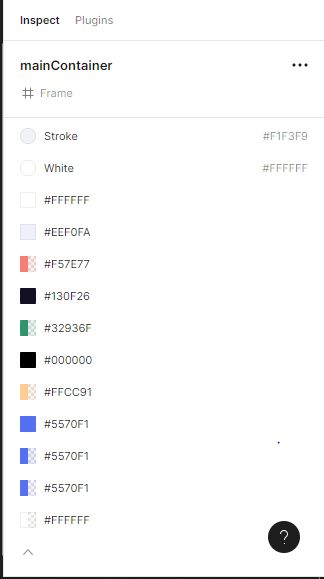 Inspect Plugins
mainContainer
Frame
Stroke #F1F3F9
White #FFFFFF
#FFFFFF
#EEF0FA
#F57E77
#130F26
#32936F
#000000
#FFCC91
#5570F1
#5570F1
#5570F1
#FFFFFF
?